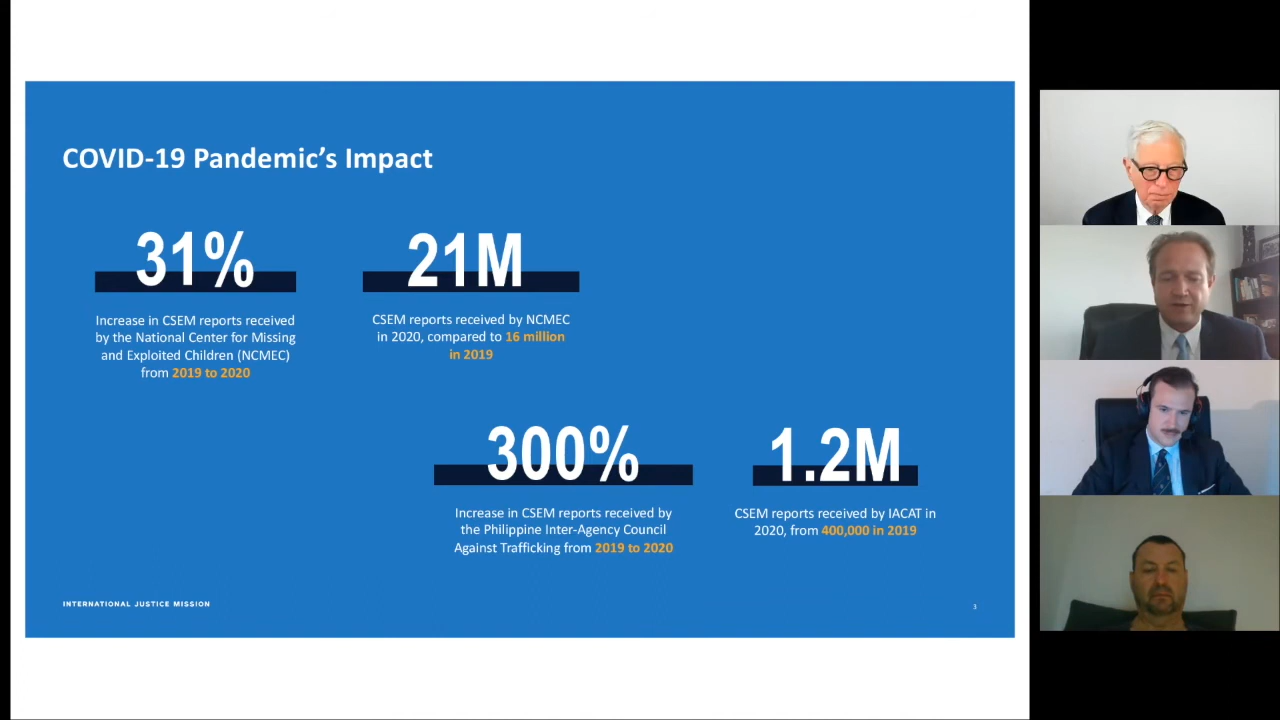 COVID-19 Pandemic's Impact
31%
Increase in CSEM reports received
by the National Center for Missing
and Exploited Children (NCMEC)
from 2019 to 2020
21M
CSEM reports received by NCMEC
in 2020, compared to 16 million
in 2019
300%
Increase in CSEM reports received by
the Philippine Inter-Agency Council
Against Trafficking from 2019 to 2020
1.2M
CSEM reports received by IACAT in
2020, from 400,000 in 2019
INTERNATIONAL JUSTICE MISSION
3